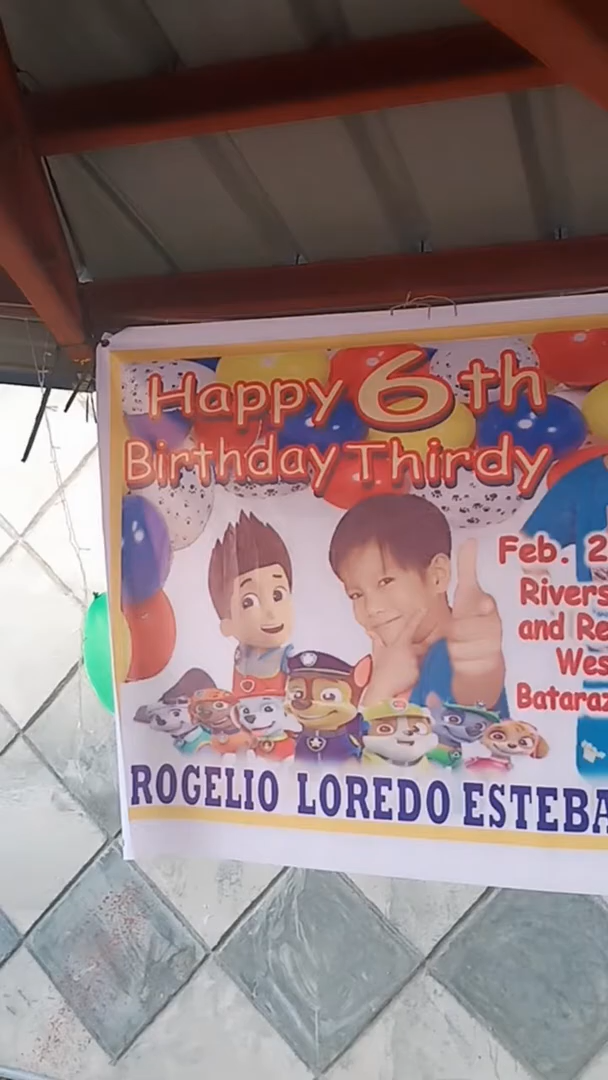 Happy 6th
Birthday Thirdy
Feb. 2
Rivers
and Re
Wes
Bataraz
ROGELIO LOREDO ESTEBA